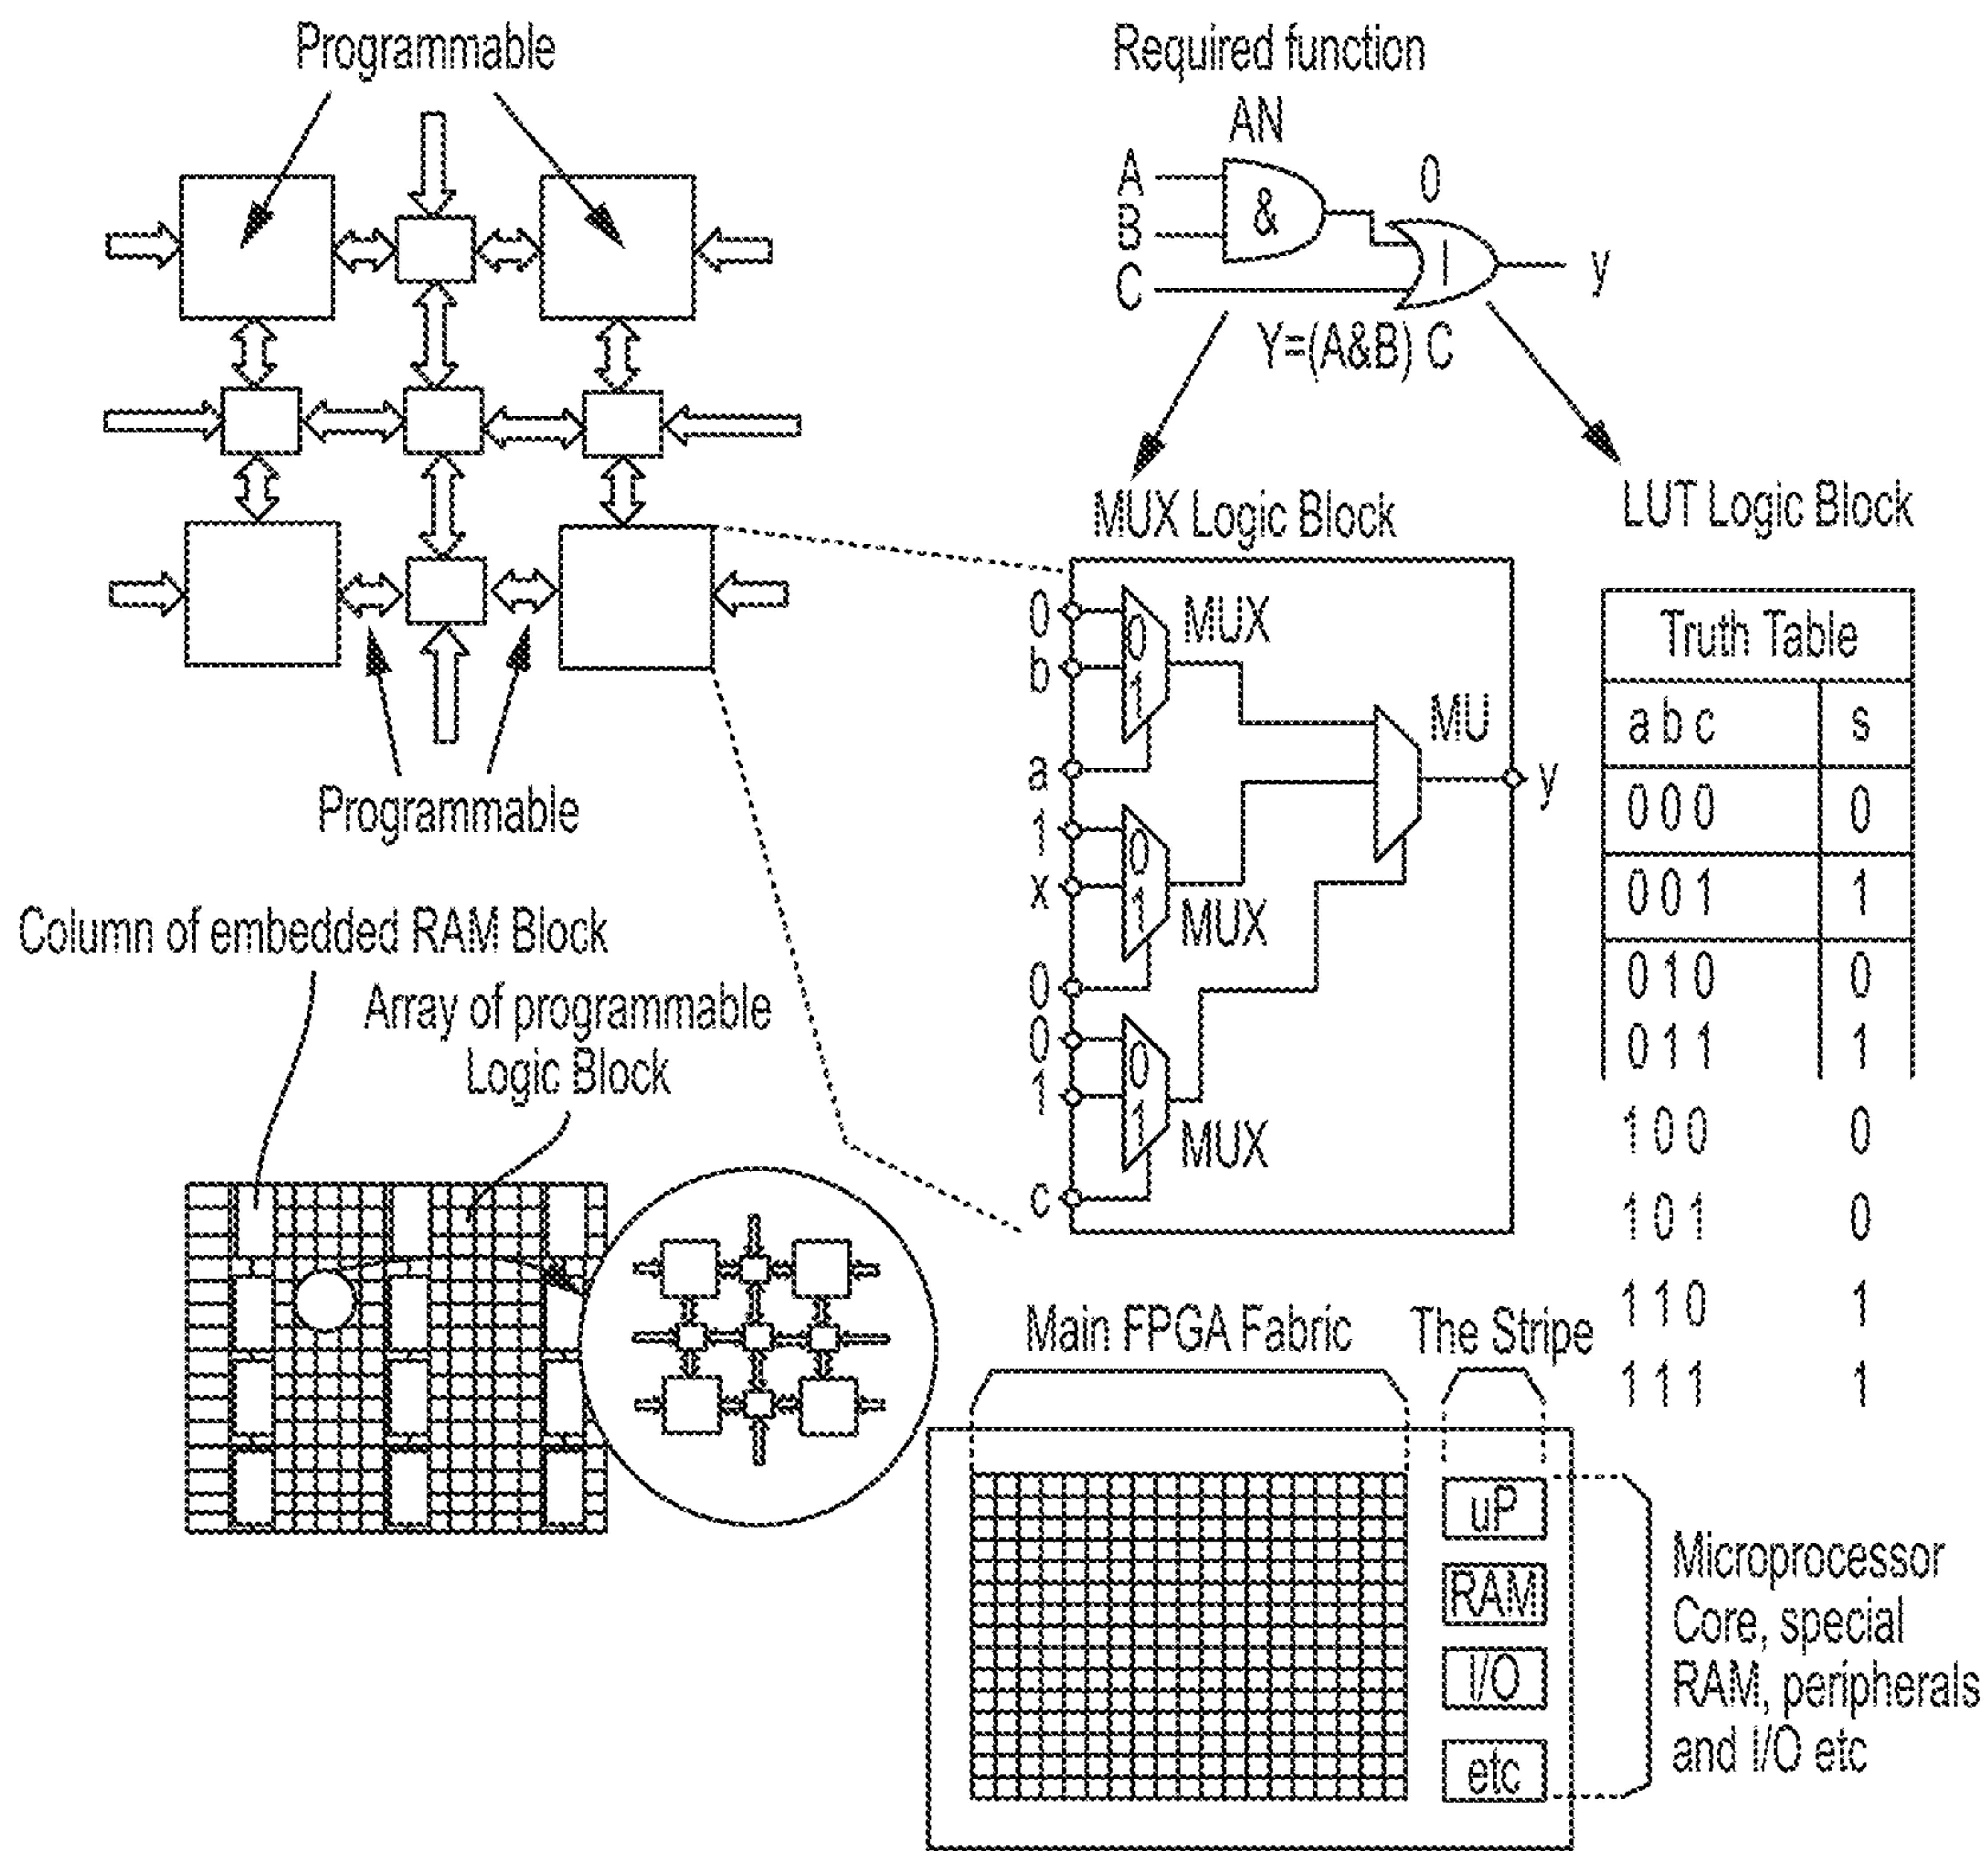 Programmable
Required function
AN
A
B
C
&
0
|
y
Y=(A&B) C
MUX Logic Block
LUT Logic Block
0
b
a
1
x
0
0
1
c
0
1
MUX
0
1
MUX
0
1
MUX
MU
y
Truth Table
a b c s
0 0 0 0
0 0 1 1
0 1 0 0
0 1 1 1
1 0 0 0
1 0 1 0
1 1 0 1
1 1 1 1
Programmable
Column of embedded RAM Block
Array of programmable
Logic Block
Main FPGA Fabric
The Stripe
uP
RAM
I/O
etc
Microprocessor
Core, special
RAM, peripherals
and I/O etc